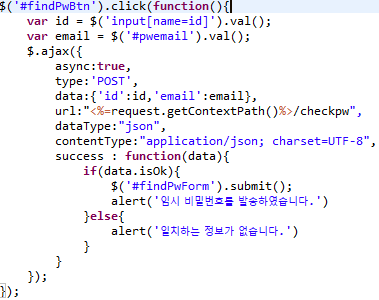 $('#findPwBtn').click(function(){
var id = $('input[name=id]').val();
var email = $('#pwemail').val();
$.ajax({
async:true,
type:'POST',
data:{'id':id,'email':email},
url:"<%=request.getContextPath()%>/checkpw",
dataType:"json",
contentType:"application/json; charset=UTF-8",
success : function(data){
if(data.isOk){
$('#findPwForm').submit();
alert('임시 비밀번호를 발송하였습니다.')
}else{
alert('일치하는 정보가 없습니다.')
}
}
});
});